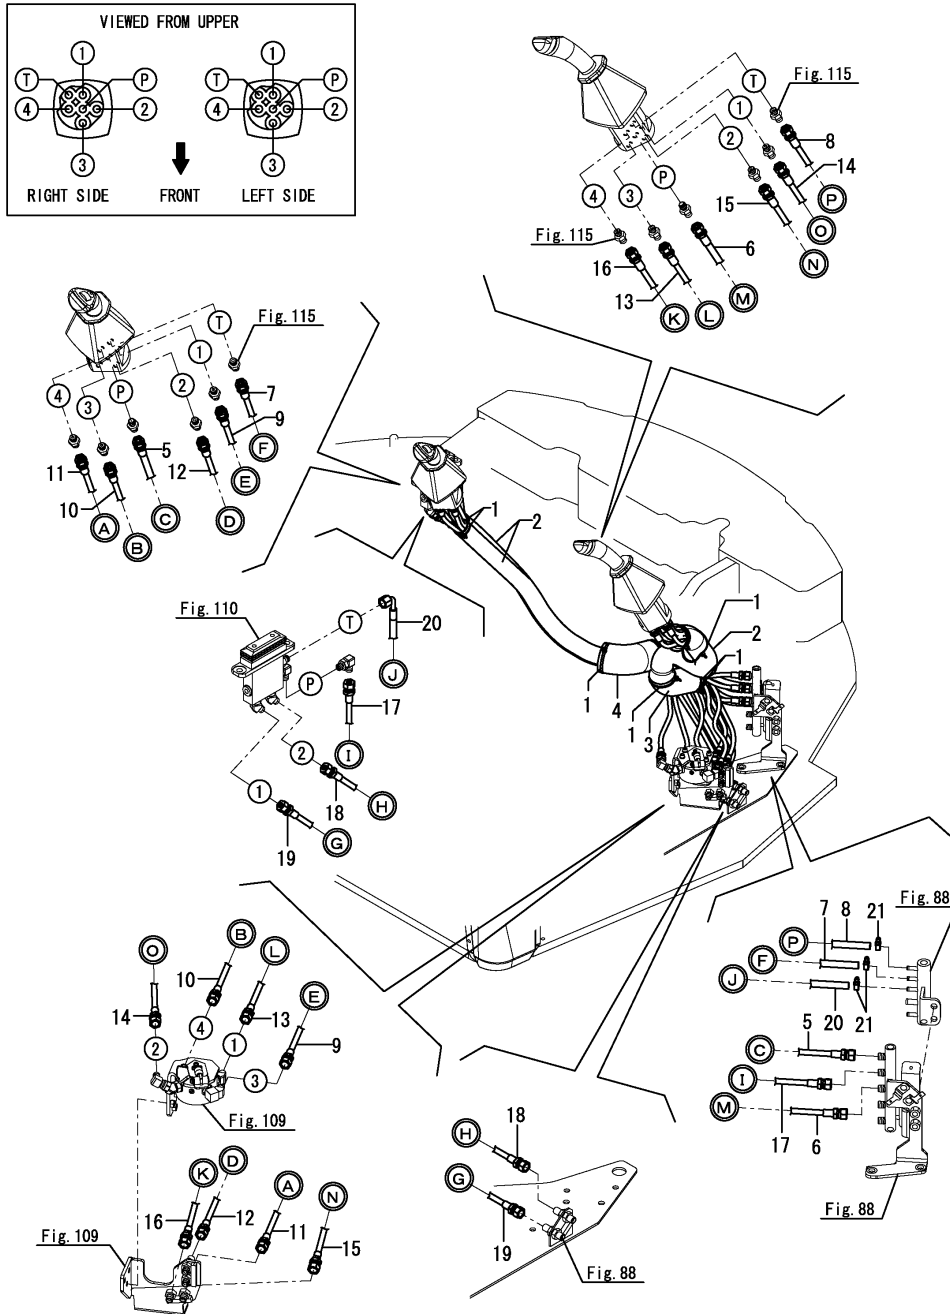 VIEWED FROM UPPER
1 1
T P T P
4 2 4 2
3 3
RIGHT SIDE FRONT LEFT SIDE
T Fig.115
1 8
2 14
P
4 3 15 P
Fig.115 6 O
16 N
13 M
K L
T Fig.115
1
4 3 P 2 7
9
11 5 12 F
10 E
A B C D
1 2
1
2
1
1 4
1 3
Fig.110
T 20
P J
17
2 I
1 18 H
19 G
Fig.88
7 8 21
P
F
J
20 21
5
C
I
M
17 6
Fig.88
O B L
10 E
14 4 13
2 1 9
3
Fig.109
K D A N
16 12 11 15
Fig.109
18
H
G
19
Fig.88